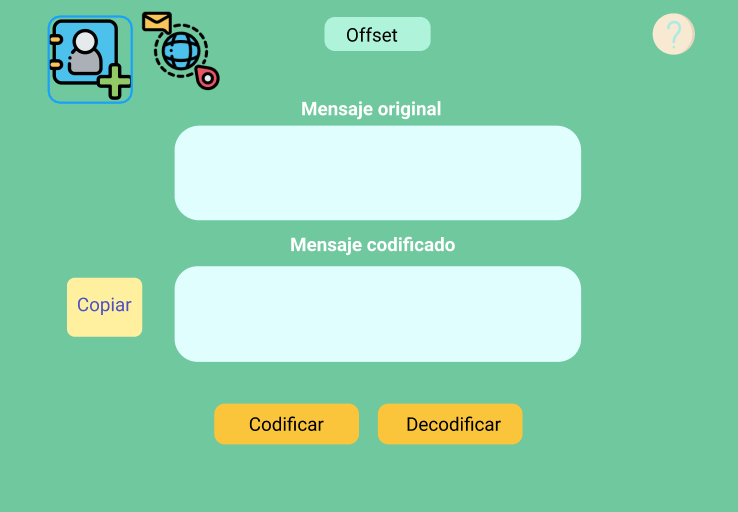 Offset
?
Mensaje original
Mensaje codificado
Copiar
Codificar
Decodificar